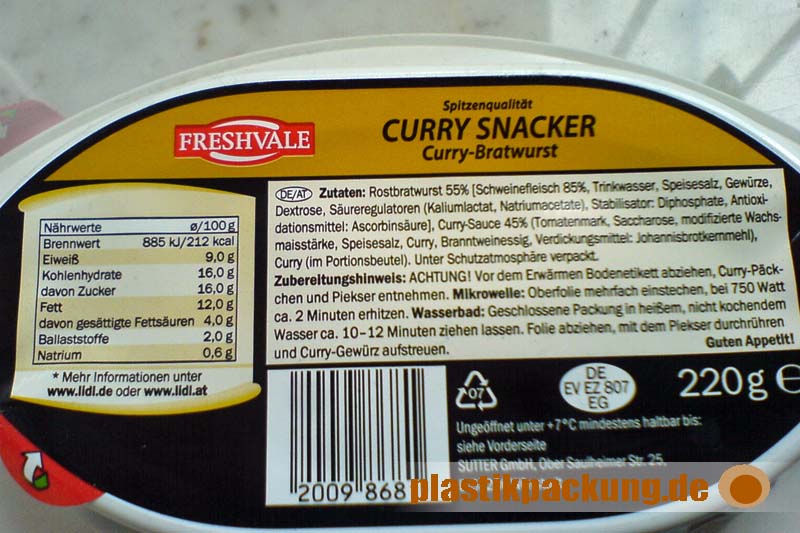 Spitzenqualität
FRESHVALE
CURRY SNACKER
Curry-Bratwurst
Nährwerte ø/100 g
Brennwert 885 kJ/212 kcal
Eiweiß 9,0 g
Kohlenhydrate 16,0 g
davon Zucker 16,0 g
Fett 12,0 g
davon gesättigte Fettsäuren 4,0 g
Ballaststoffe 2,0 g
Natrium 0,6 g
* Mehr Informationen unter
www.lidl.de oder www.lidl.at
DE/AT Zutaten: Rostbratwurst 55% [Schweinefleisch 85%, Trinkwasser, Speisesalz, Gewürze,
Dextrose, Säureregulatoren (Kaliumlactat, Natriumacetate), Stabilisator: Diphosphate, Antioxi-
dationsmittel: Ascorbinsäure], Curry-Sauce 45% (Tomatenmark, Saccharose, modifizierte Wachs-
maisstärke, Speisesalz, Curry, Branntweinessig, Verdickungsmittel: Johannisbrotkernmehl),
Curry (im Portionsbeutel). Unter Schutzatmosphäre verpackt.
Zubereitungshinweis: ACHTUNG! Vor dem Erwärmen Bodenetikett abziehen, Curry-Päck-
chen und Piekser entnehmen. Mikrowelle: Oberfolie mehrfach einstechen, bei 750 Watt
ca. 2 Minuten erhitzen. Wasserbad: Geschlossene Packung in heißem, nicht kochendem
Wasser ca. 10–12 Minuten ziehen lassen. Folie abziehen, mit dem Piekser durchrühren
und Curry-Gewürz aufstreuen. Guten Appetit!
2009 868
07
DE
EV EZ 807
EG
220 g e
Ungeöffnet unter +7°C mindestens haltbar bis:
siehe Vorderseite
SUTTER GmbH, Ober Saulheimer Str. 25,
plastikpackung.de